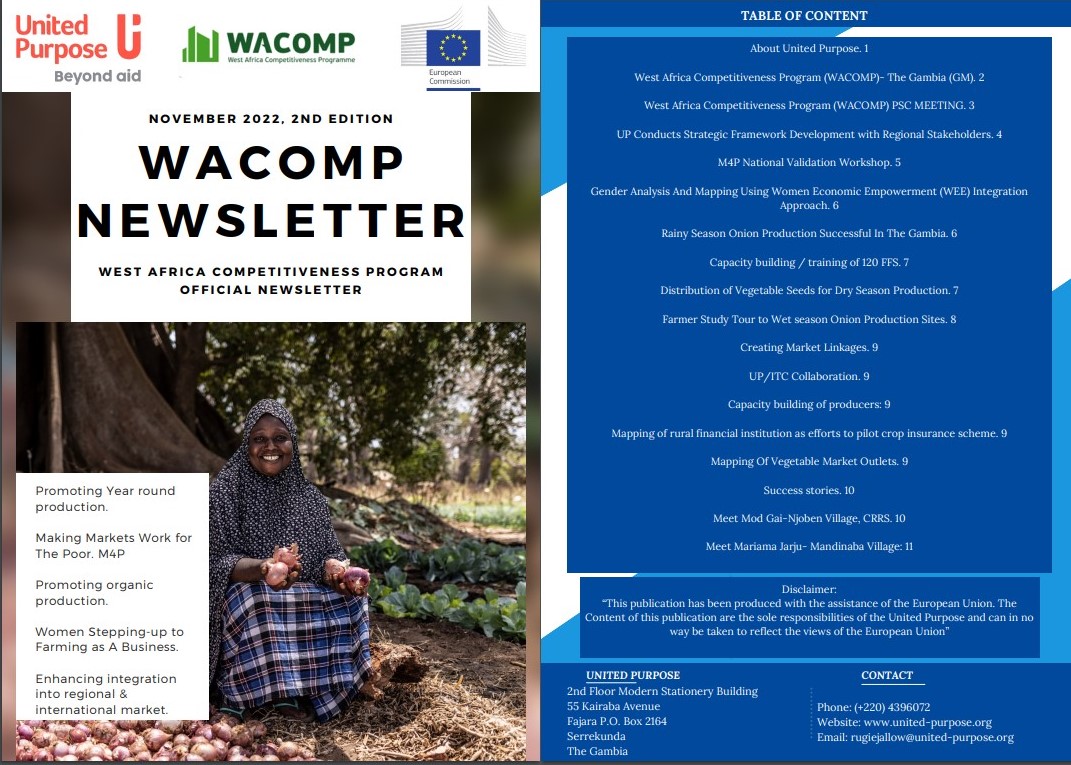 United
Purpose
Beyond aid
WACOMP
West Africa Competitiveness Programme
European
Commission
NOVEMBER 2022, 2ND EDITION
WACOMP
NEWSLETTER
WEST AFRICA COMPETITIVENESS PROGRAM
OFFICIAL NEWSLETTER
Promoting Year round
production.
Making Markets Work for
The Poor. M4P
Promoting organic
production.
Women Stepping-up to
Farming as A Business.
Enhancing integration
into regional &
international market.
TABLE OF CONTENT
About United Purpose. 1
West Africa Competitiveness Program (WACOMP)- The Gambia (GM). 2
West Africa Competitiveness Program (WACOMP) PSC MEETING. 3
UP Conducts Strategic Framework Development with Regional Stakeholders. 4
M4P National Validation Workshop. 5
Gender Analysis And Mapping Using Women Economic Empowerment (WEE) Integration
Approach. 6
Rainy Season Onion Production Successful In The Gambia. 6
Capacity building / training of 120 FFS. 7
Distribution of Vegetable Seeds for Dry Season Production. 7
Farmer Study Tour to Wet season Onion Production Sites. 8
Creating Market Linkages. 9
UP/ITC Collaboration. 9
Capacity building of producers: 9
Mapping of rural financial institution as efforts to pilot crop insurance scheme. 9
Mapping Of Vegetable Market Outlets. 9
Success stories. 10
Meet Mod Gai-Njoben Village, CRRS. 10
Meet Mariama Jarju- Mandinaba Village: 11
Disclaimer:
“This publication has been produced with the assistance of the European Union. The
Content of this publication are the sole responsibilities of the United Purpose and can in no
way be taken to reflect the views of the European Union”
UNITED PURPOSE
2nd Floor Modern Stationery Building
55 Kairaba Avenue
Fajara P.O. Box 2164
Serrekunda
The Gambia
CONTACT
Phone: (+220) 4396072
Website: www.united-purpose.org
Email: rugiejallow@united-purpose.org